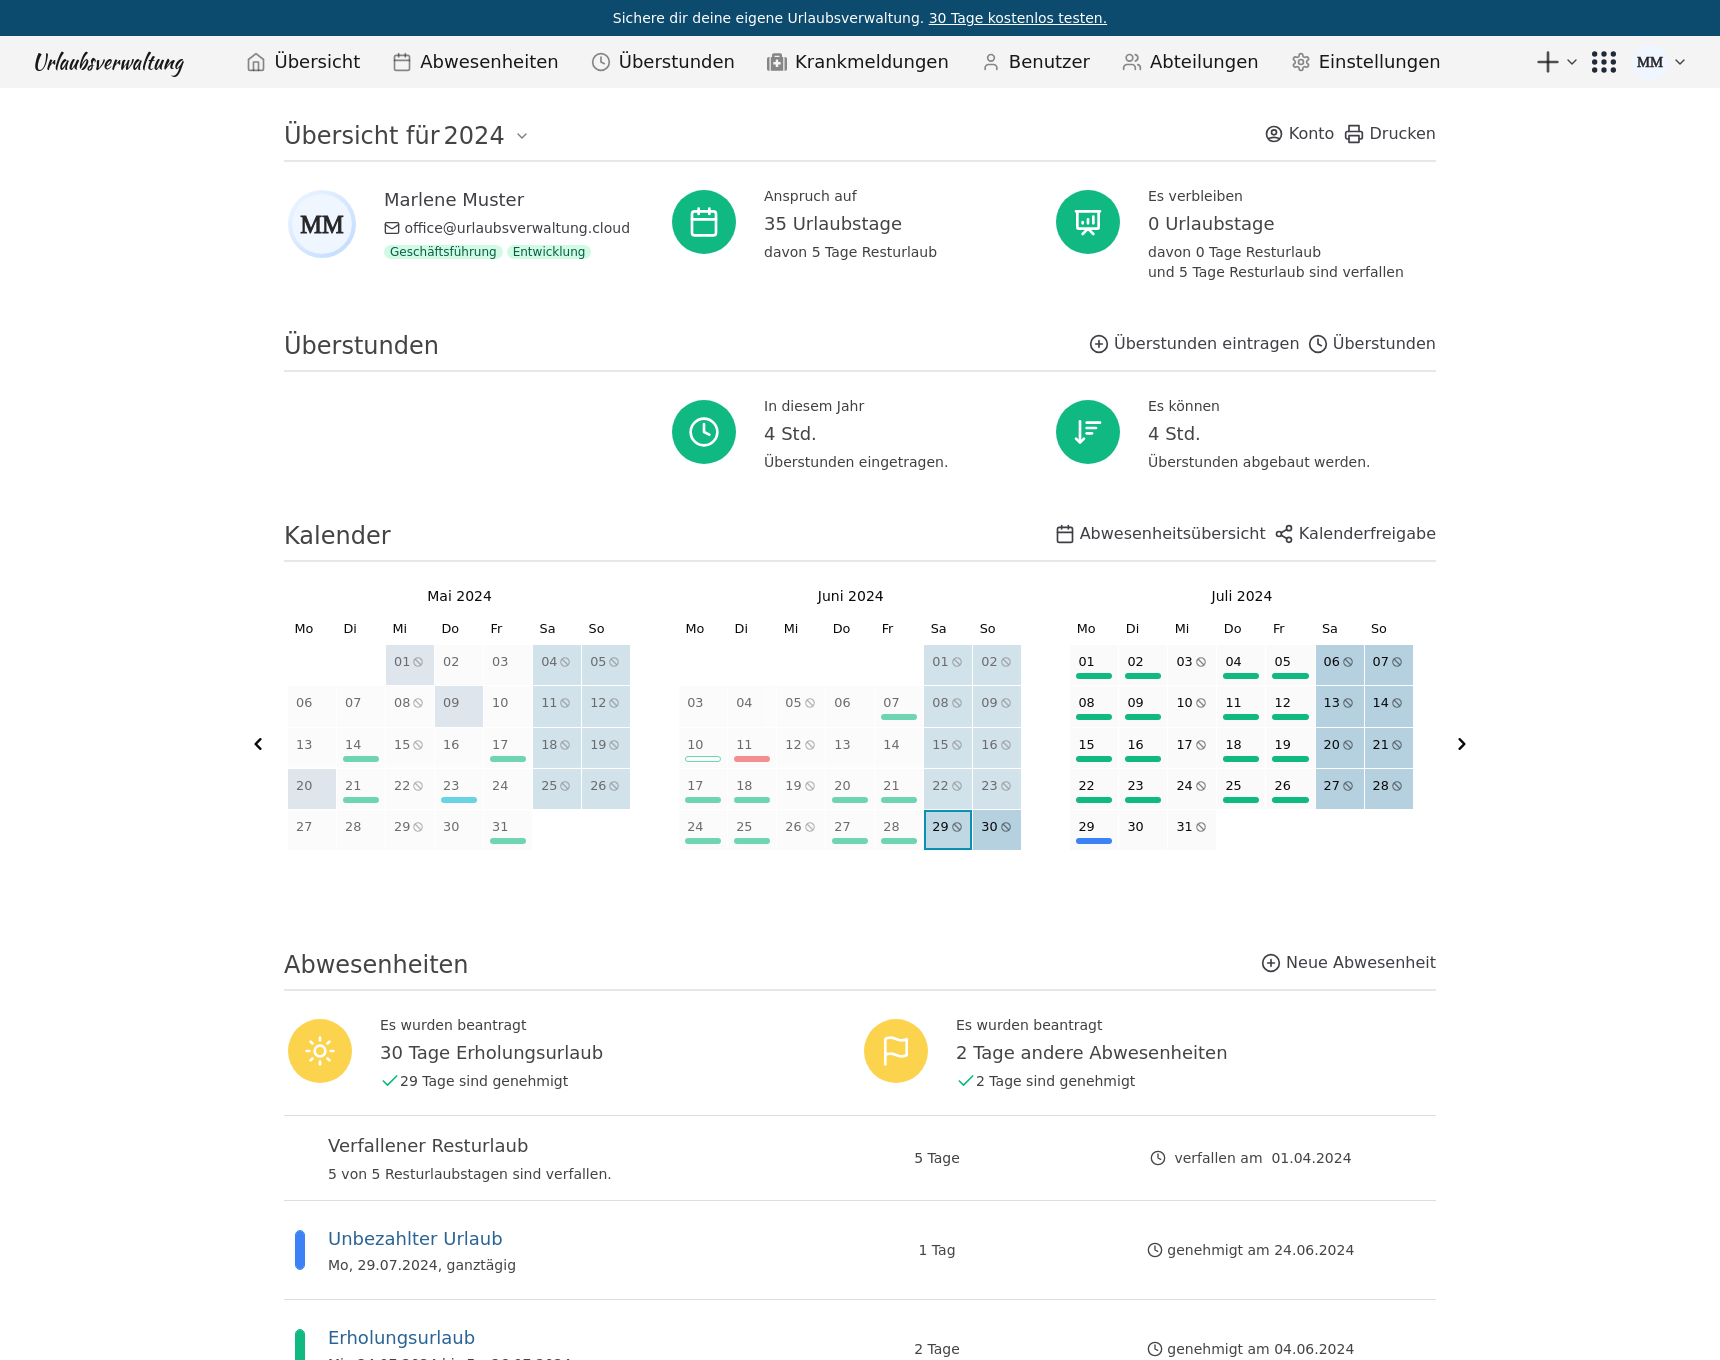 Sichere dir deine eigene Urlaubsverwaltung. 30 Tage kostenlos testen.
Urlaubsverwaltung Übersicht Abwesenheiten Überstunden Krankmeldungen Benutzer Abteilungen Einstellungen MM
Übersicht für 2024 Konto Drucken
MM
Marlene Muster
office@urlaubsverwaltung.cloud
Geschäftsführung Entwicklung
Anspruch auf
35 Urlaubstage
davon 5 Tage Resturlaub
Es verbleiben
0 Urlaubstage
davon 0 Tage Resturlaub
und 5 Tage Resturlaub sind verfallen
Überstunden Überstunden eintragen Überstunden
In diesem Jahr
4 Std.
Überstunden eingetragen.
Es können
4 Std.
Überstunden abgebaut werden.
Kalender Abwesenheitsübersicht Kalenderfreigabe
Mai 2024
Mo Di Mi Do Fr Sa So
01 02 03 04 05
06 07 08 09 10 11 12
13 14 15 16 17 18 19
20 21 22 23 24 25 26
27 28 29 30 31
Juni 2024
Mo Di Mi Do Fr Sa So
01 02
03 04 05 06 07 08 09
10 11 12 13 14 15 16
17 18 19 20 21 22 23
24 25 26 27 28 29 30
Juli 2024
Mo Di Mi Do Fr Sa So
01 02 03 04 05 06 07
08 09 10 11 12 13 14
15 16 17 18 19 20 21
22 23 24 25 26 27 28
29 30 31
Abwesenheiten Neue Abwesenheit
Es wurden beantragt
30 Tage Erholungsurlaub
29 Tage sind genehmigt
Es wurden beantragt
2 Tage andere Abwesenheiten
2 Tage sind genehmigt
Verfallener Resturlaub
5 von 5 Resturlaubstagen sind verfallen.
5 Tage
verfallen am 01.04.2024
Unbezahlter Urlaub
Mo, 29.07.2024, ganztägig
1 Tag
genehmigt am 24.06.2024
Erholungsurlaub
2 Tage
genehmigt am 04.06.2024